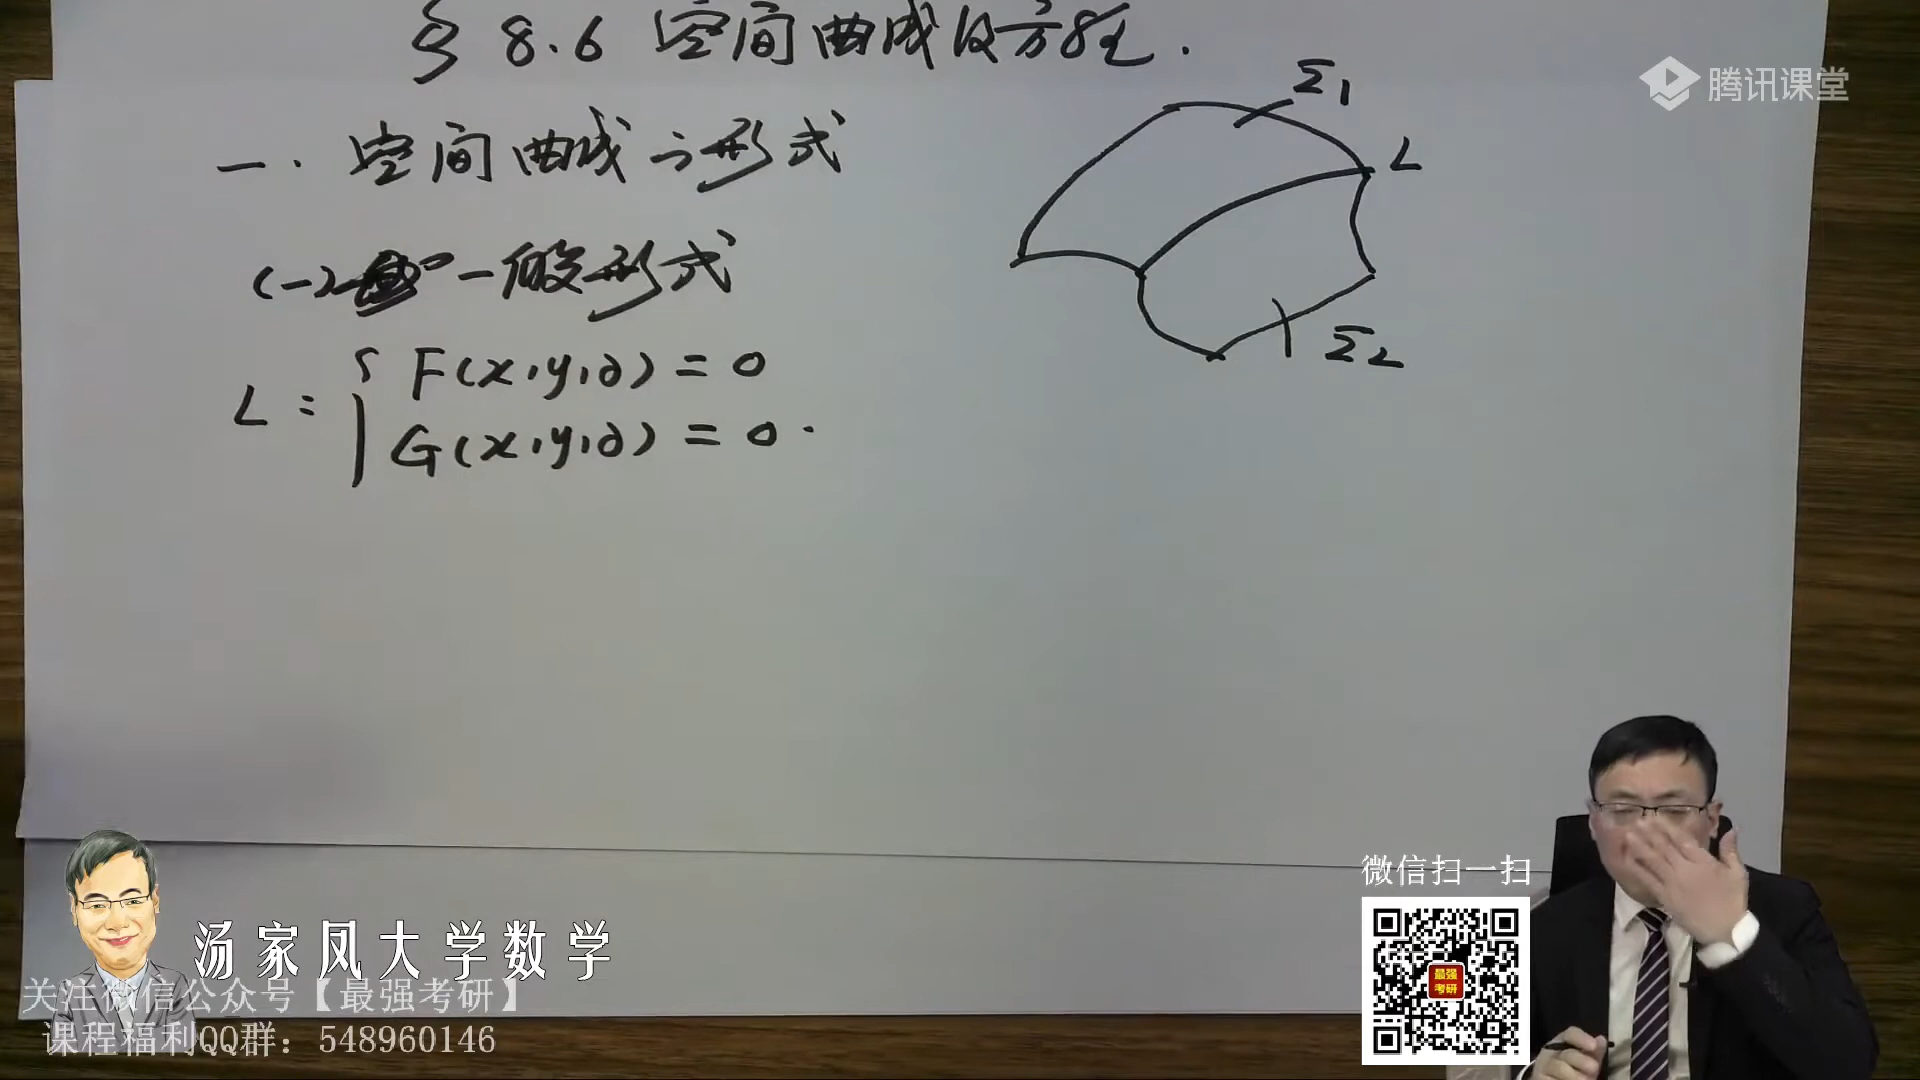 § 8.6 空间曲线及方程.
腾讯课堂
一. 空间曲线之形式
(一) 一般形式
L: { F(x,y,z) = 0
G(x,y,z) = 0.
Σ1
L
Σ2
微信扫一扫
最强
考研
汤家凤大学数学
关注微信公众号【最强考研】
课程福利QQ群：548960146